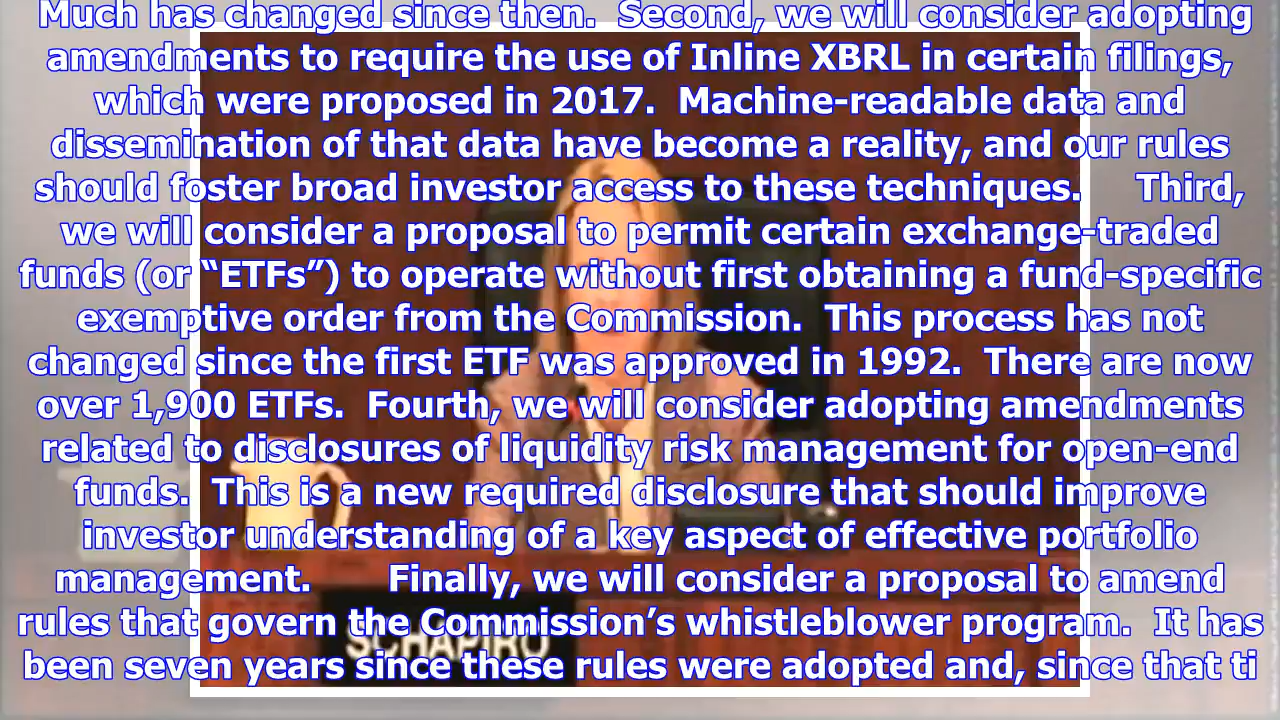 Much has changed since then.  Second, we will consider adopting
amendments to require the use of Inline XBRL in certain filings,
which were proposed in 2017.  Machine-readable data and
dissemination of that data have become a reality, and our rules
should foster broad investor access to these techniques.      Third,
we will consider a proposal to permit certain exchange-traded
funds (or “ETFs”) to operate without first obtaining a fund-specific
exemptive order from the Commission.  This process has not
changed since the first ETF was approved in 1992.  There are now
over 1,900 ETFs.  Fourth, we will consider adopting amendments
related to disclosures of liquidity risk management for open-end
funds.  This is a new required disclosure that should improve
investor understanding of a key aspect of effective portfolio
management.       Finally, we will consider a proposal to amend
rules that govern the Commission’s whistleblower program.  It has
SCHAPIRO
been seven years since these rules were adopted and, since that ti